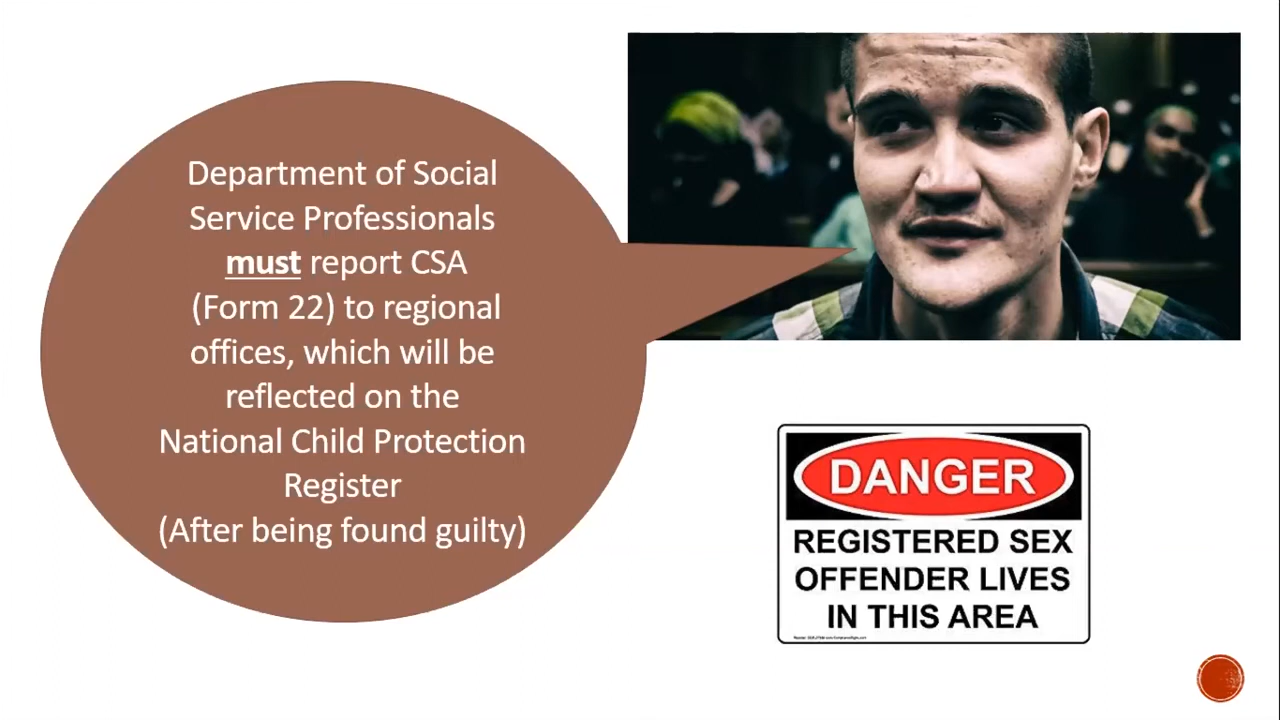 Department of Social
Service Professionals
must report CSA
(Form 22) to regional
offices, which will be
reflected on the
National Child Protection
Register
(After being found guilty)
DANGER
REGISTERED SEX
OFFENDER LIVES
IN THIS AREA